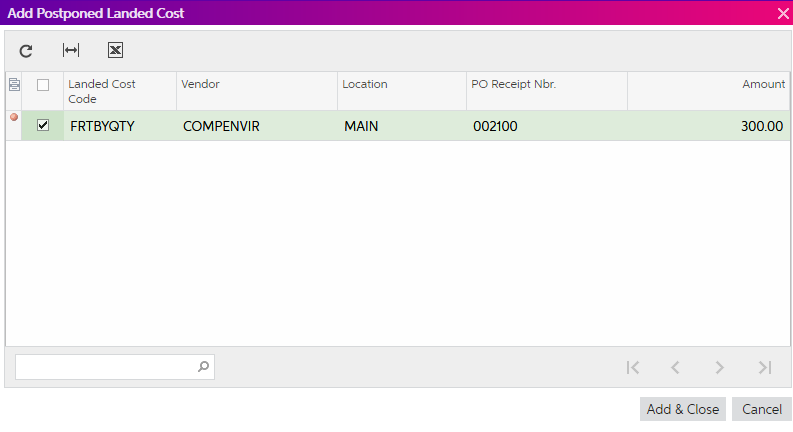 Add Postponed Landed Cost
Landed Cost Code Vendor Location PO Receipt Nbr. Amount
FRTBYQTY COMPENVIR MAIN 002100 300.00
Add & Close Cancel